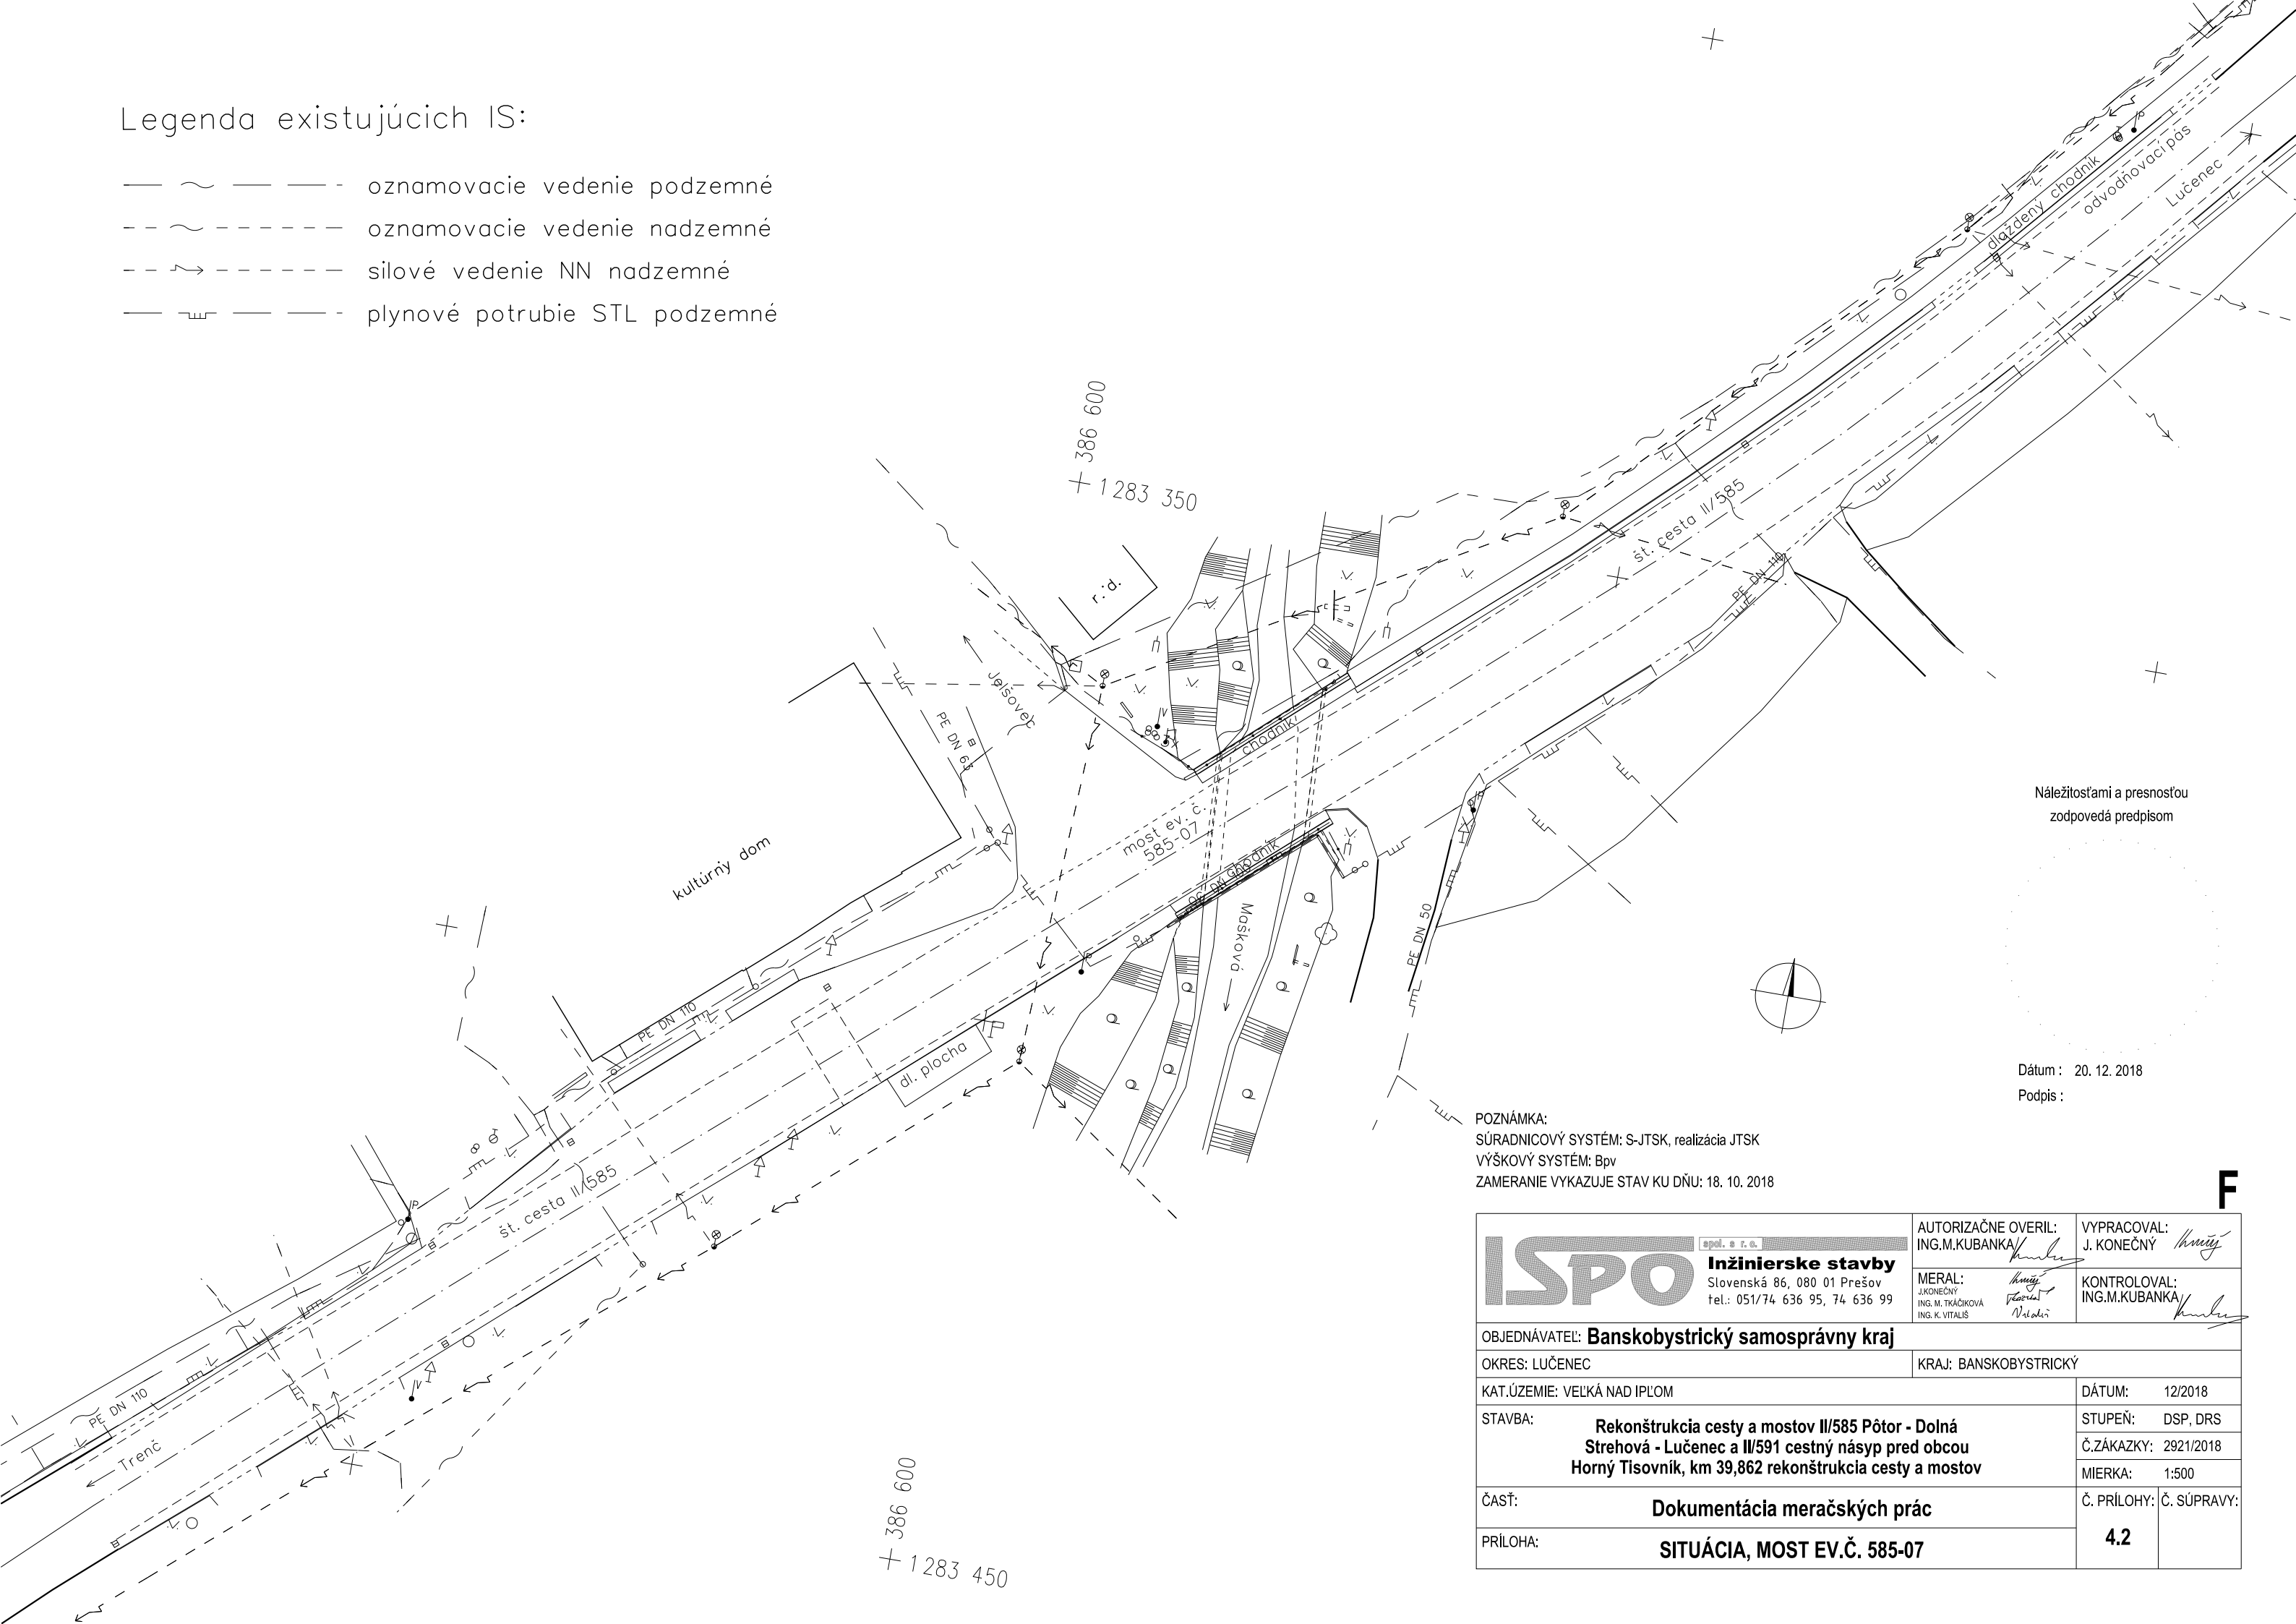 Legenda existujúcich IS:
oznamovacie vedenie podzemné
oznamovacie vedenie nadzemné
silové vedenie NN nadzemné
plynové potrubie STL podzemné
dláždený chodník
odvodňovací pás
Lučenec
386 600
1 283 350
št. cesta II/585
PE DN 110
r. d.
Jelšovec
PE DN 63
chodník
most ev. č.
585-07
chodník
Mašková
PE DN 50
kultúrny dom
PE DN 110
dl. plocha
št. cesta II/585
PE DN 110
Trenč
386 600
1 283 450
Náležitosťami a presnosťou
zodpovedá predpisom
Dátum : 20. 12. 2018
Podpis :
POZNÁMKA:
SÚRADNICOVÝ SYSTÉM: S-JTSK, realizácia JTSK
VÝŠKOVÝ SYSTÉM: Bpv
ZAMERANIE VYKAZUJE STAV KU DŇU: 18. 10. 2018
F
ISPO
spol. s r. o.
Inžinierske stavby
Slovenská 86, 080 01 Prešov
tel.: 051/74 636 95, 74 636 99
AUTORIZAČNE OVERIL:
ING.M.KUBANKA
VYPRACOVAL:
J. KONEČNÝ
MERAL:
J.KONEČNÝ
ING. M. TKÁČIKOVÁ
ING. K. VITALIŠ
KONTROLOVAL:
ING.M.KUBANKA
OBJEDNÁVATEĽ: Banskobystrický samosprávny kraj
OKRES: LUČENEC
KRAJ: BANSKOBYSTRICKÝ
KAT.ÚZEMIE: VEĽKÁ NAD IPĽOM
DÁTUM: 12/2018
STAVBA:
Rekonštrukcia cesty a mostov II/585 Pôtor - Dolná
Strehová - Lučenec a II/591 cestný násyp pred obcou
Horný Tisovník, km 39,862 rekonštrukcia cesty a mostov
STUPEŇ: DSP, DRS
Č.ZÁKAZKY: 2921/2018
MIERKA: 1:500
ČASŤ: Dokumentácia meračských prác
Č. PRÍLOHY: Č. SÚPRAVY:
4.2
PRÍLOHA: SITUÁCIA, MOST EV.Č. 585-07